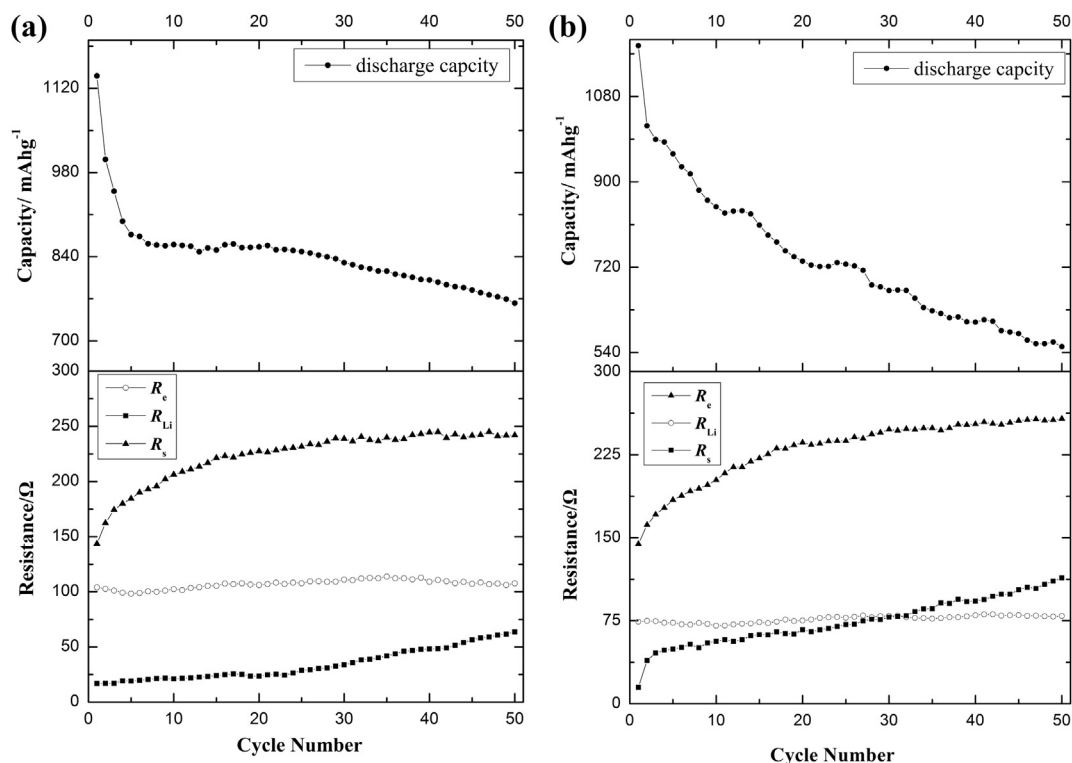 (a)
0 10 20 30 40 50
discharge capcity
1120
980
840
700
Capacity/ mAhg-1
300
250
200
150
100
50
0
Resistance/Ω
Re
RLi
Rs
0 10 20 30 40 50
Cycle Number
(b)
0 10 20 30 40 50
discharge capcity
1080
900
720
540
Capacity/ mAhg-1
300
225
150
75
0
Resistance/Ω
Re
RLi
Rs
0 10 20 30 40 50
Cycle Number